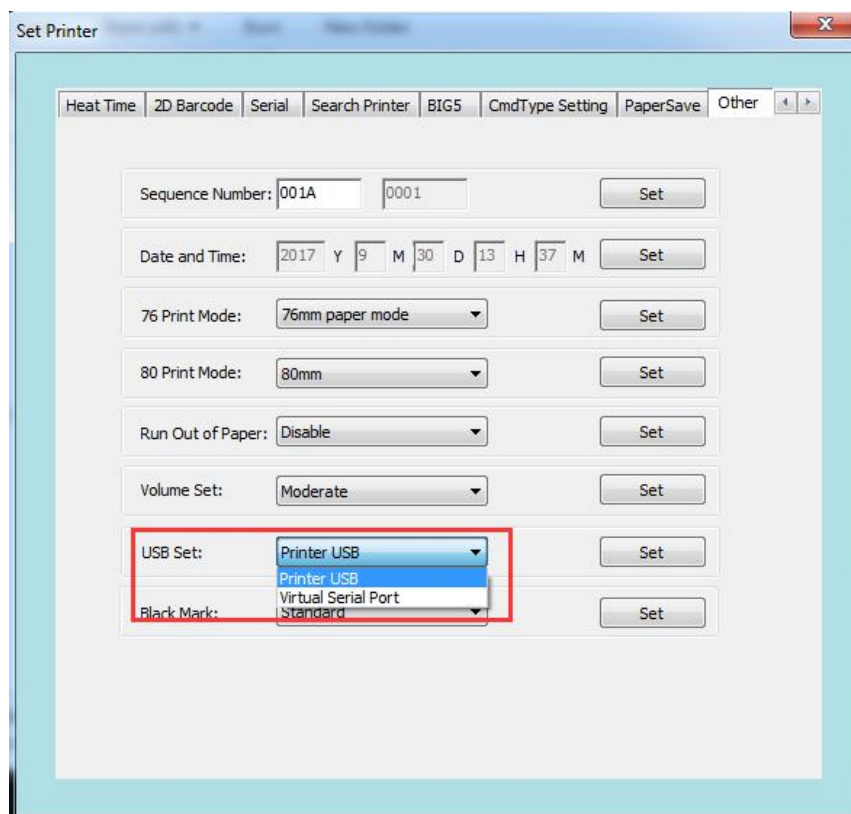 Set Printer
Heat Time 2D Barcode Serial Search Printer BIG5 CmdType Setting PaperSave Other
Sequence Number: 001A 0001 Set
Date and Time: 2017 Y 9 M 30 D 13 H 37 M Set
76 Print Mode: 76mm paper mode Set
80 Print Mode: 80mm Set
Run Out of Paper: Disable Set
Volume Set: Moderate Set
USB Set: Printer USB Set
Printer USB
Virtual Serial Port
Black Mark: Standard Set